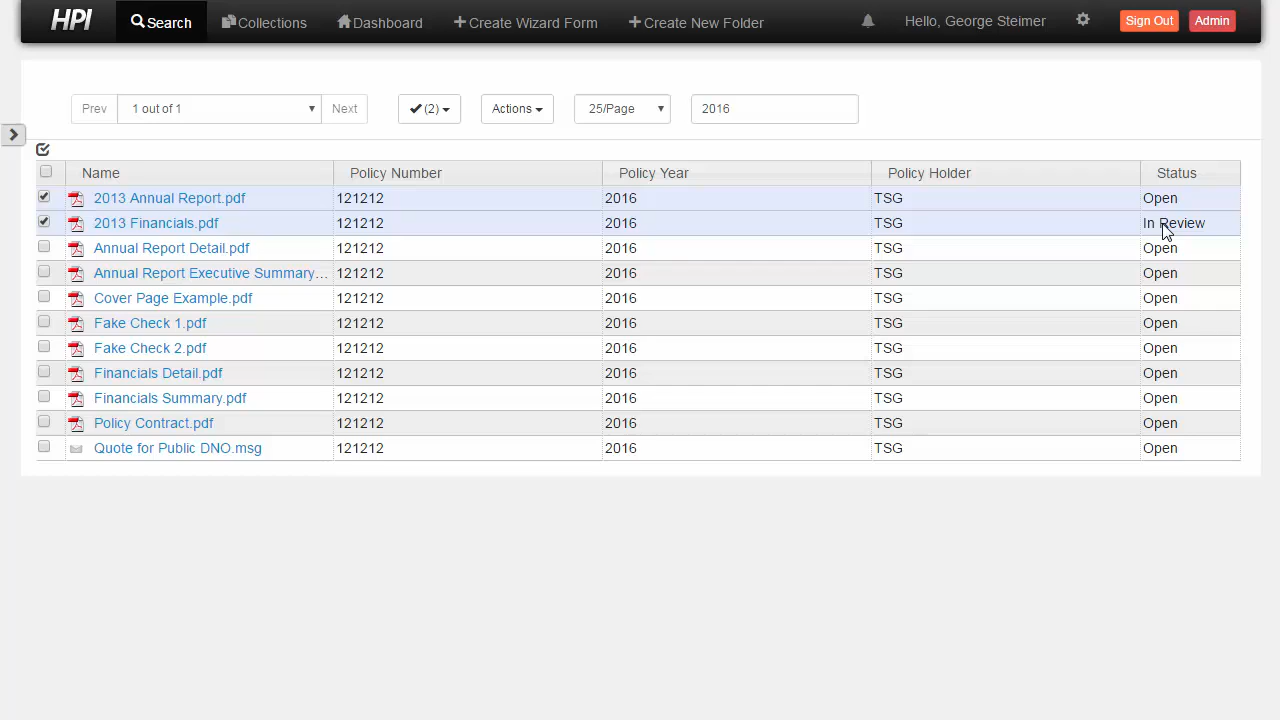 HPI Search Collections Dashboard Create Wizard Form Create New Folder Hello, George Steimer Sign Out Admin
Prev 1 out of 1 Next (2) Actions 25/Page 2016
Name Policy Number Policy Year Policy Holder Status
2013 Annual Report.pdf 121212 2016 TSG Open
2013 Financials.pdf 121212 2016 TSG In Review
Annual Report Detail.pdf 121212 2016 TSG Open
Annual Report Executive Summary... 121212 2016 TSG Open
Cover Page Example.pdf 121212 2016 TSG Open
Fake Check 1.pdf 121212 2016 TSG Open
Fake Check 2.pdf 121212 2016 TSG Open
Financials Detail.pdf 121212 2016 TSG Open
Financials Summary.pdf 121212 2016 TSG Open
Policy Contract.pdf 121212 2016 TSG Open
Quote for Public DNO.msg 121212 2016 TSG Open